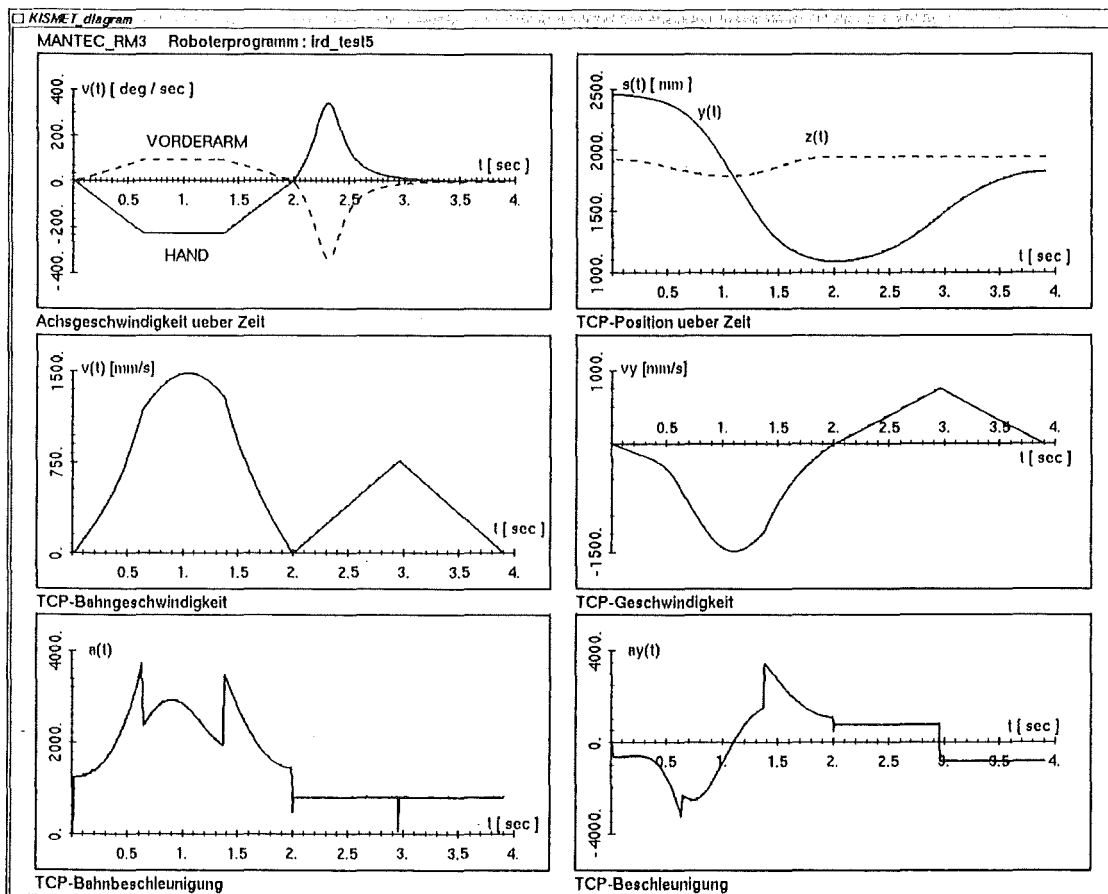 KISMET_diagram
MANTEC_RM3 Roboterprogramm : ird_test5
v(t) [ deg / sec ]
400.
200.
0.
-200.
-400.
VORDERARM
HAND
t [ sec ]
0.5 1. 1.5 2. 2.5 3. 3.5 4.
Achsgeschwindigkeit ueber Zeit
s(t) [ mm ]
2500.
2000.
1500.
1000.
y(t)
z(t)
t [ sec ]
0.5 1. 1.5 2. 2.5 3. 3.5 4.
TCP-Position ueber Zeit
v(t) [mm/s]
1500.
750.
0.
t [ sec ]
0.5 1. 1.5 2. 2.5 3. 3.5 4.
TCP-Bahngeschwindigkeit
vy [mm/s]
1000.
-1500.
0.5 1. 1.5 2. 2.5 3. 3.5 4.
t [ sec ]
TCP-Geschwindigkeit
a(t)
4000.
2000.
0.
t [ sec ]
0.5 1. 1.5 2. 2.5 3. 3.5 4.
TCP-Bahnbeschleunigung
ay(t)
4000.
0.
-4000.
t [ sec ]
0.5 1. 1.5 2. 2.5 3. 3.5 4.
TCP-Beschleunigung